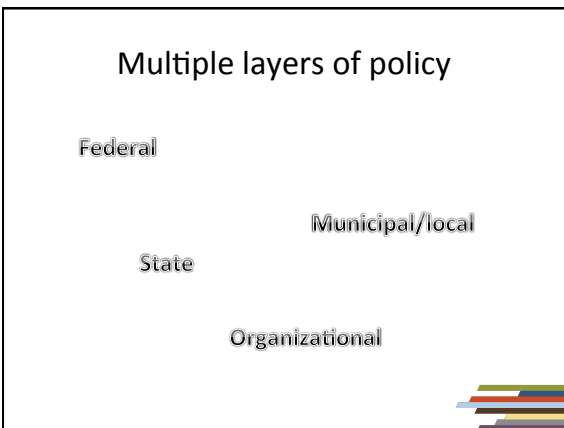 Multiple layers of policy
Federal
Municipal/local
State
Organizational